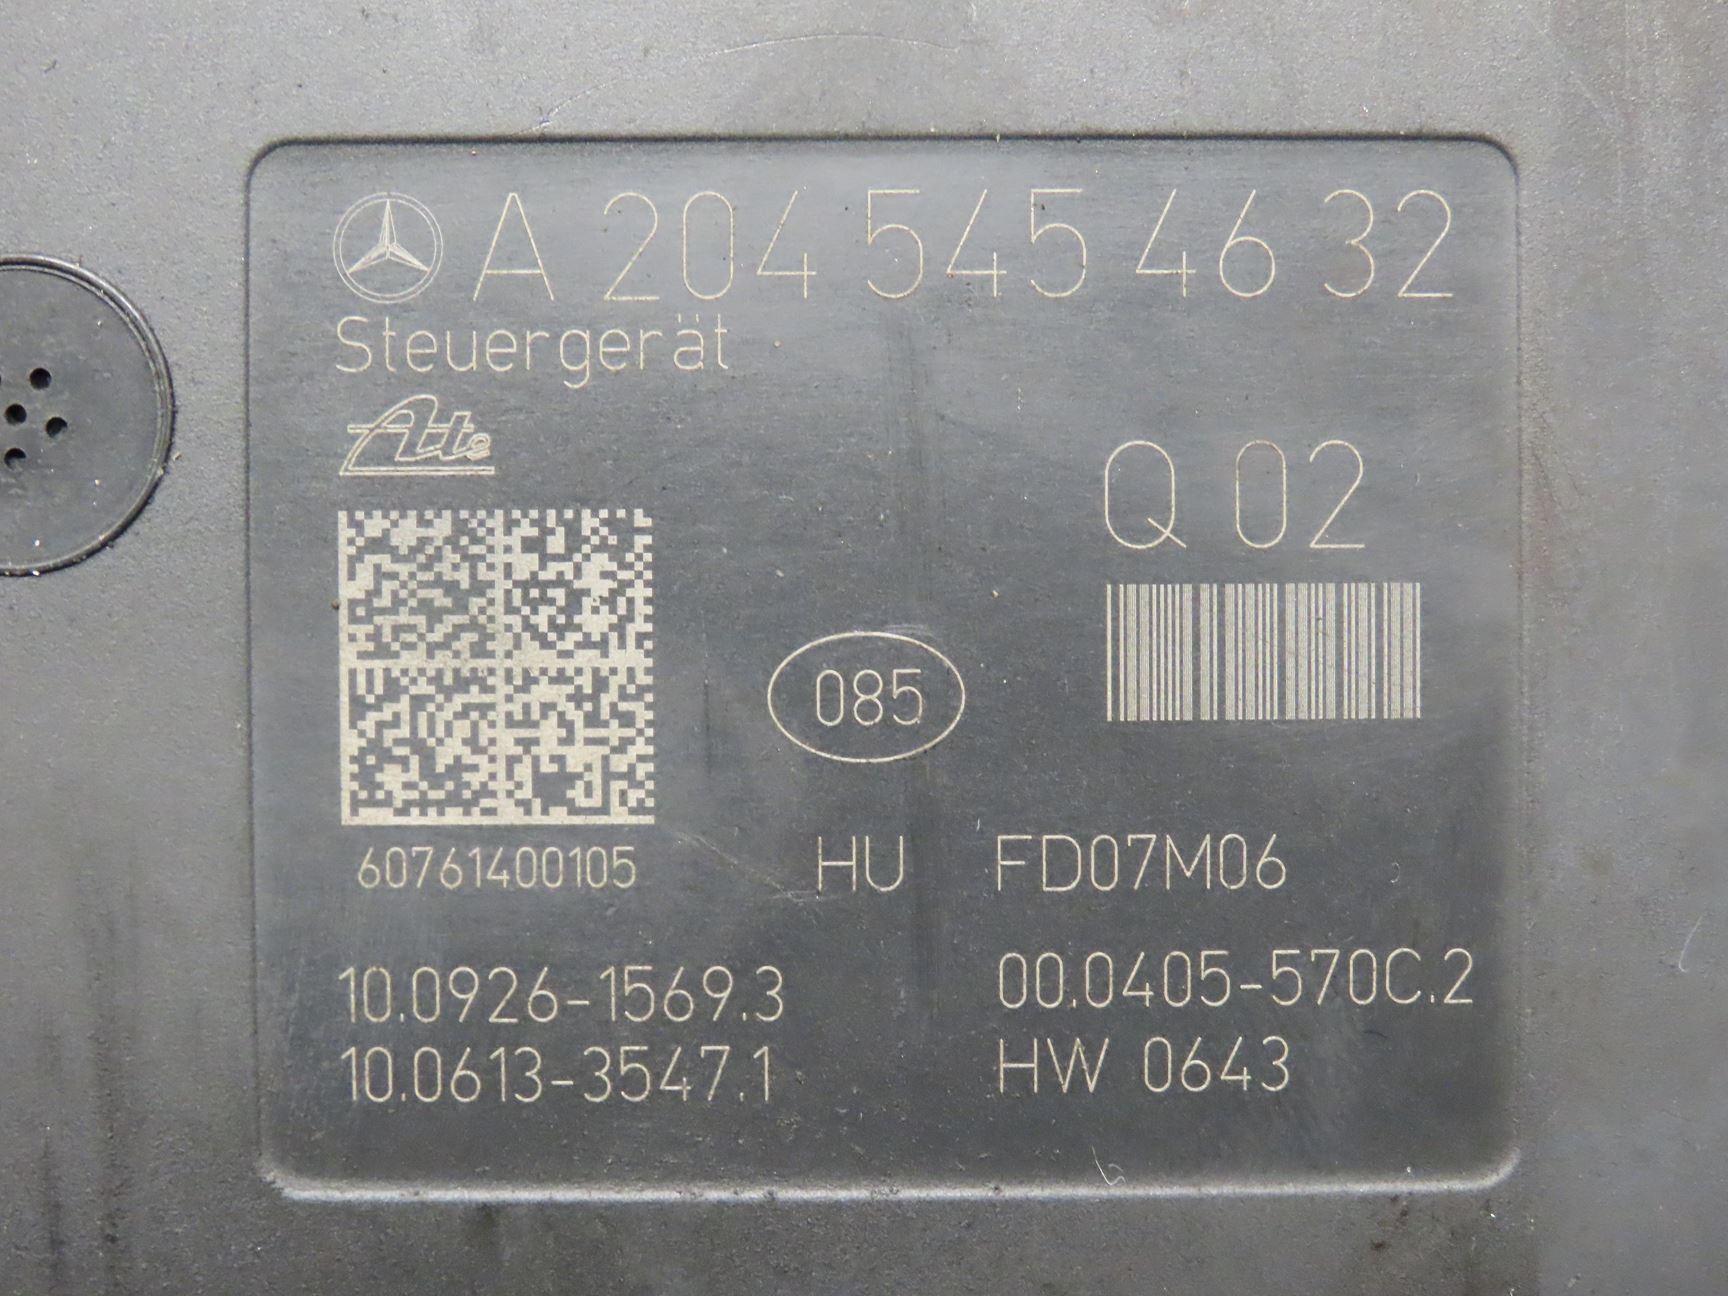 A 204 545 46 32
Steuergerät
Ate
Q 02
085
60761400105
HU FD07M06
10.0926-1569.3 00.0405-570C.2
10.0613-3547.1 HW 0643